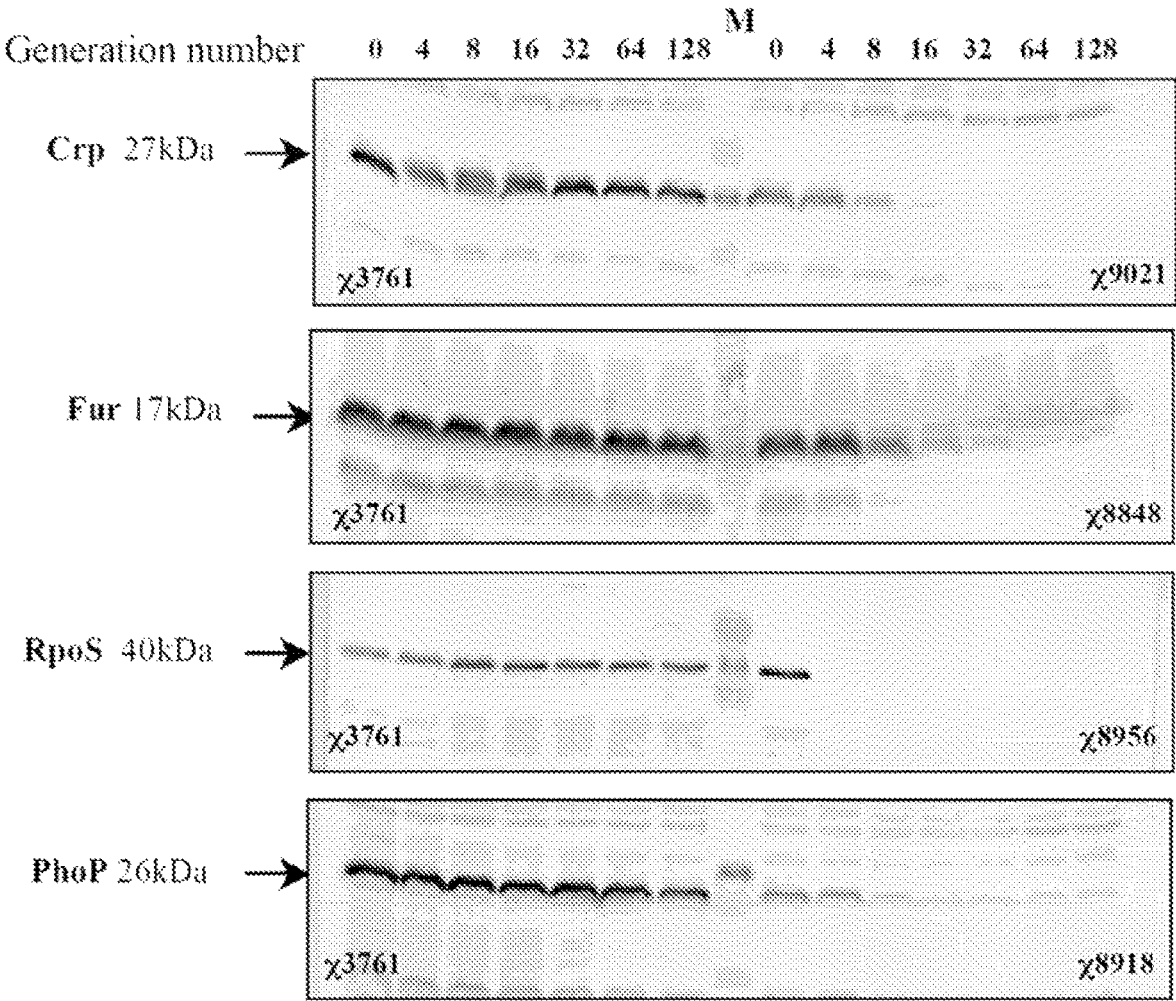 M
Generation number 0 4 8 16 32 64 128 0 4 8 16 32 64 128
Crp 27kDa
χ3761 χ9021
Fur 17kDa
χ3761 χ8848
RpoS 40kDa
χ3761 χ8956
PhoP 26kDa
χ3761 χ8918